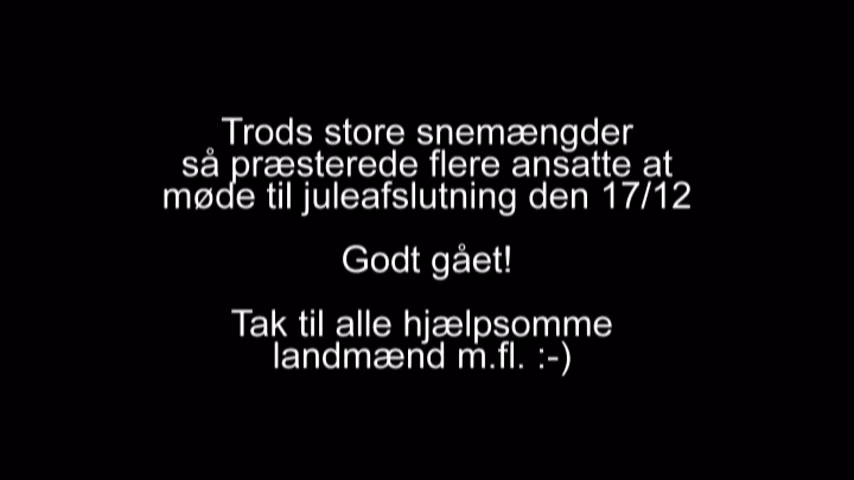 Trods store snemængder
så præsterede flere ansatte at
møde til juleafslutning den 17/12
Godt gået!
Tak til alle hjælpsomme
landmænd m.fl. :-)